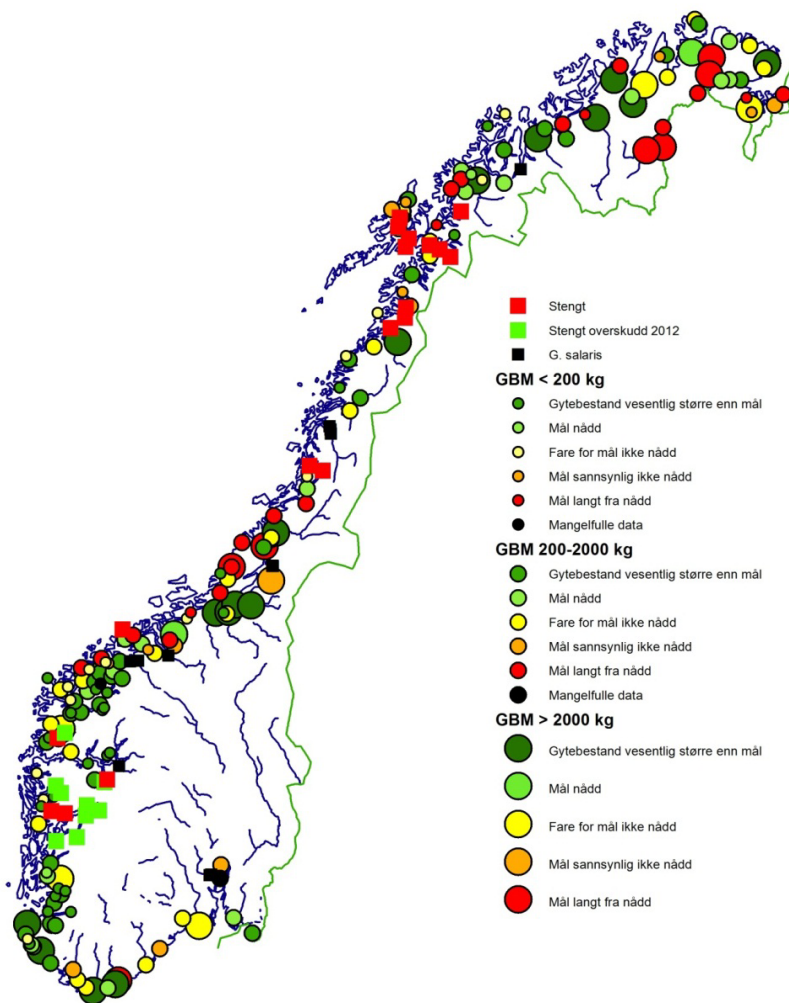 Stengt
Stengt overskudd 2012
G. salaris
GBM < 200 kg
Gytebestand vesentlig større enn mål
Mål nådd
Fare for mål ikke nådd
Mål sannsynlig ikke nådd
Mål langt fra nådd
Mangelfulle data
GBM 200-2000 kg
Gytebestand vesentlig større enn mål
Mål nådd
Fare for mål ikke nådd
Mål sannsynlig ikke nådd
Mål langt fra nådd
Mangelfulle data
GBM > 2000 kg
Gytebestand vesentlig større enn mål
Mål nådd
Fare for mål ikke nådd
Mål sannsynlig ikke nådd
Mål langt fra nådd